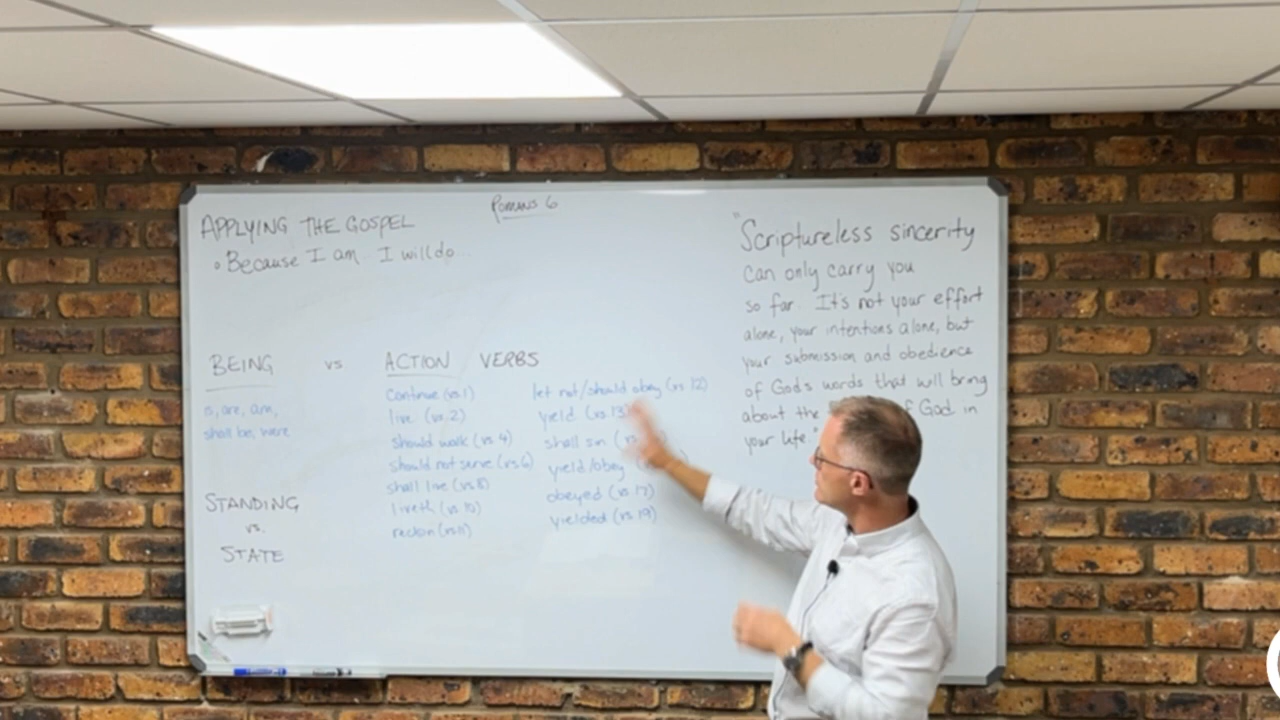 Romans 6
APPLYING THE GOSPEL
Because I am I will do...
BEING vs ACTION VERBS
is, are, am,
shall be, were
continue (vs.1)
live (vs.2)
should walk (vs 4)
should not serve (vs 6)
shall live (vs.8)
liveth (vs.10)
reckon (vs.11)
let not/should obey (vs.12)
yield (vs 13)
shall sin (vs
yield/obey
obeyed (vs.17)
yielded (vs.19)
STANDING
vs.
STATE
"Scriptureless sincerity
can only carry you
so far. It's not your effort
alone, your intentions alone, but
your submission and obedience
of God's words that will bring
about the of God in
your life."